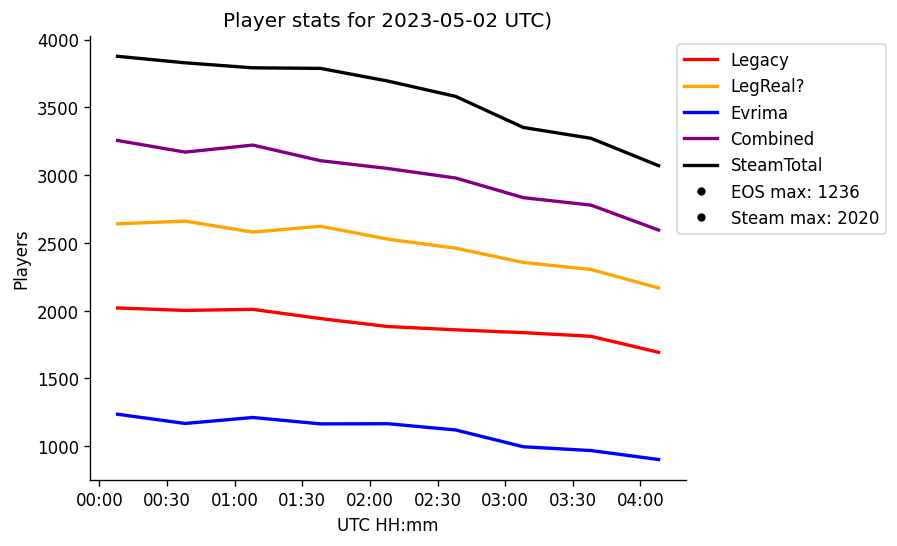 Player stats for 2023-05-02 UTC)
Players
4000
3500
3000
2500
2000
1500
1000
00:00 00:30 01:00 01:30 02:00 02:30 03:00 03:30 04:00
UTC HH:mm
Legacy
LegReal?
Evrima
Combined
SteamTotal
EOS max: 1236
Steam max: 2020